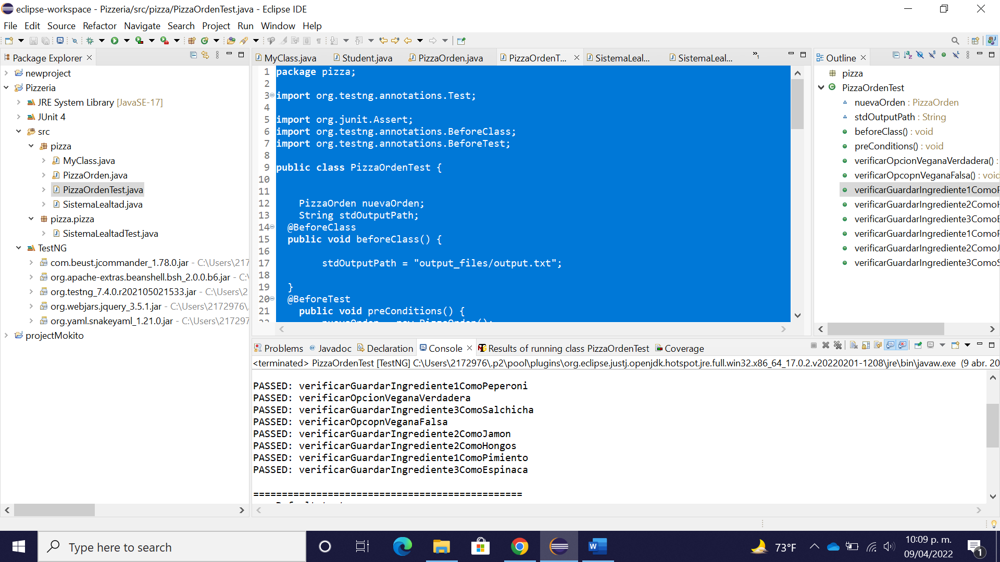 eclipse-workspace - Pizzeria/src/pizza/PizzaOrdenTest.java - Eclipse IDE
File Edit Source Refactor Navigate Search Project Run Window Help
Package Explorer
newproject
Pizzeria
JRE System Library [JavaSE-17]
JUnit 4
src
pizza
MyClass.java
PizzaOrden.java
PizzaOrdenTest.java
SistemaLealtad.java
pizza.pizza
SistemaLealtadTest.java
TestNG
com.beust.jcommander_1.78.0.jar - C:\Users\217
org.apache-extras.beanshell.bsh_2.0.0.b6.jar - C:
org.testng_7.4.0.r202105021533.jar - C:\Users\2
org.webjars.jquery_3.5.1.jar - C:\Users\2172976\
org.yaml.snakeyaml_1.21.0.jar - C:\Users\217297
projectMokito
MyClass.java Student.java PizzaOrden.java PizzaOrdenT... SistemaLeal... SistemaLeal... »1
1 package pizza;
2
3 import org.testng.annotations.Test;
4
5 import org.junit.Assert;
6 import org.testng.annotations.BeforeClass;
7 import org.testng.annotations.BeforeTest;
8
9 public class PizzaOrdenTest {
10
11
12 PizzaOrden nuevaOrden;
13 String stdOutputPath;
14 @BeforeClass
15 public void beforeClass() {
16
17 stdOutputPath = "output_files/output.txt";
18
19 }
20 @BeforeTest
21 public void preConditions() {
Outline
pizza
PizzaOrdenTest
nuevaOrden : PizzaOrden
stdOutputPath : String
beforeClass() : void
preConditions() : void
verificarOpcionVeganaVerdadera() :
verificarOpcopnVeganaFalsa() : void
verificarGuardarIngrediente1ComoP
verificarGuardarIngrediente2ComoH
verificarGuardarIngrediente3ComoE
verificarGuardarIngrediente1ComoP
verificarGuardarIngrediente2ComoJ
verificarGuardarIngrediente3ComoS
Problems @ Javadoc Declaration Console Results of running class PizzaOrdenTest Coverage
<terminated> PizzaOrdenTest [TestNG] C:\Users\2172976\.p2\pool\plugins\org.eclipse.justj.openjdk.hotspot.jre.full.win32.x86_64_17.0.2.v20220201-1208\jre\bin\javaw.exe (9 abr. 20
PASSED: verificarGuardarIngrediente1ComoPeperoni
PASSED: verificarOpcionVeganaVerdadera
PASSED: verificarGuardarIngrediente3ComoSalchicha
PASSED: verificarOpcopnVeganaFalsa
PASSED: verificarGuardarIngrediente2ComoJamon
PASSED: verificarGuardarIngrediente2ComoHongos
PASSED: verificarGuardarIngrediente1ComoPimiento
PASSED: verificarGuardarIngrediente3ComoEspinaca
===============================================
Type here to search
73°F
10:09 p. m.
09/04/2022
1